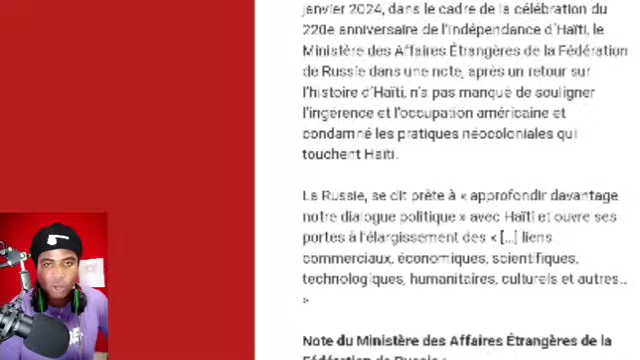 janvier 2024, dans le cadre de la célébration du
220e anniversaire de l'Indépendance d'Haïti, le
Ministère des Affaires Étrangères de la Fédération
de Russie dans une note, après un retour sur
l'histoire d'Haïti, n'a pas manqué de souligner
l'ingérence et l'occupation américaine et
condamné les pratiques néocoloniales qui
touchent Haïti.
La Russie, se dit prête à « approfondir davantage
notre dialogue politique » avec Haïti et ouvre ses
portes à l'élargissement des « [...] liens
commerciaux, économiques, scientifiques,
technologiques, humanitaires, culturels et autres...
»
Note du Ministère des Affaires Étrangères de la
Fédération de Russie :